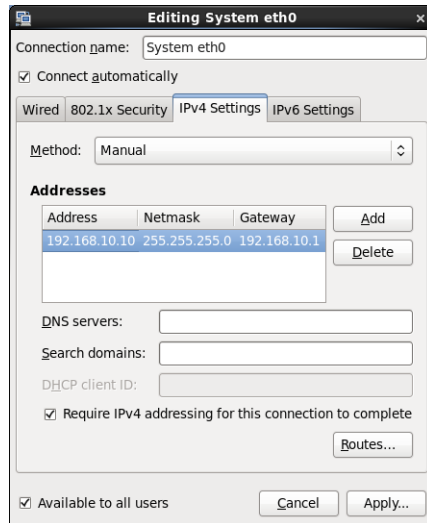 Editing System eth0 ×
Connection name: System eth0
Connect automatically
Wired 802.1x Security IPv4 Settings IPv6 Settings
Method: Manual
Addresses
Address Netmask Gateway Add
192.168.10.10 255.255.255.0 192.168.10.1
Delete
DNS servers:
Search domains:
DHCP client ID:
Require IPv4 addressing for this connection to complete
Routes...
Available to all users Cancel Apply...